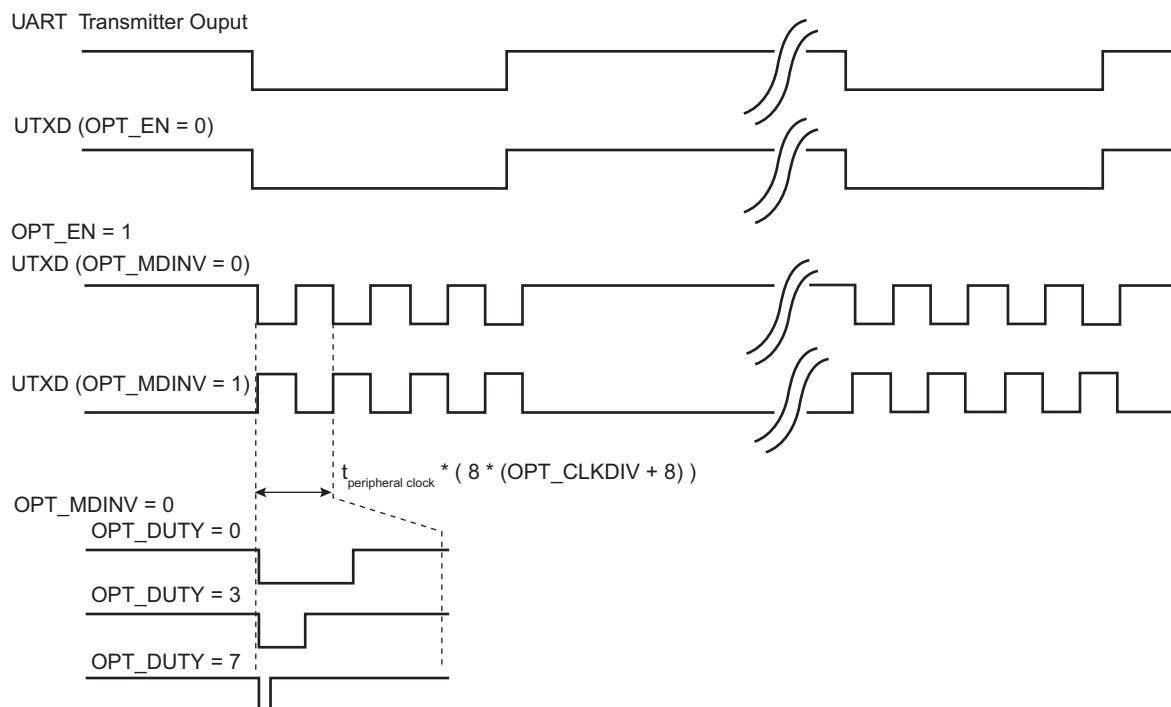 UART Transmitter Ouput
UTXD (OPT_EN = 0)
OPT_EN = 1
UTXD (OPT_MDINV = 0)
UTXD (OPT_MDINV = 1)
t peripheral clock * ( 8 * (OPT_CLKDIV + 8) )
OPT_MDINV = 0
OPT_DUTY = 0
OPT_DUTY = 3
OPT_DUTY = 7